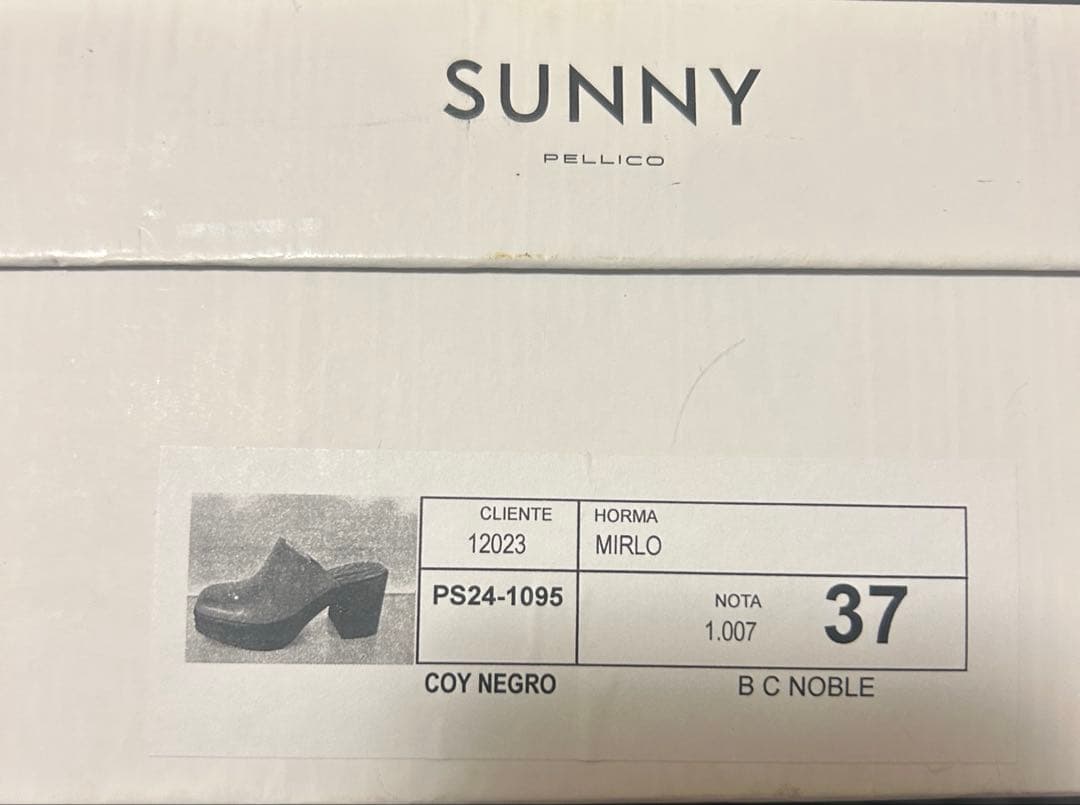 SUNNY
PELLICO
CLIENTE
12023
HORMA
MIRLO
PS24-1095
NOTA
1.007
37
COY NEGRO
B C NOBLE